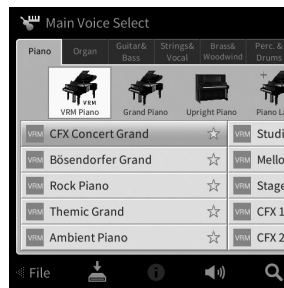 Main Voice Select
Piano
Organ
Guitar&
Bass
Strings&
Vocal
Brass&
Woodwind
Perc. &
Drums
VRM
VRM Piano
Grand Piano
Upright Piano
Piano La
VRM CFX Concert Grand
VRM Studi
VRM Bösendorfer Grand
VRM Mello
VRM Rock Piano
VRM Stage
VRM Themic Grand
VRM CFX 1
VRM Ambient Piano
VRM CFX 2
File